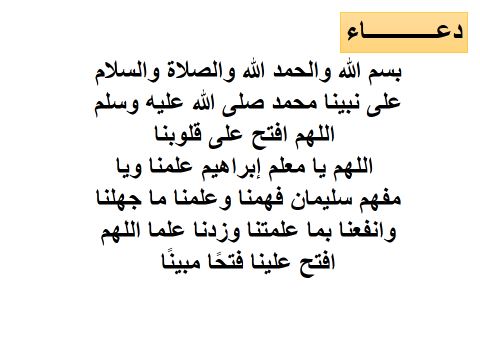 دعـــــــــــاء
بسم الله والحمد الله والصلاة والسلام
على نبينا محمد صلى الله عليه وسلم
اللهم افتح على قلوبنا
اللهم يا معلم إبراهيم علمنا ويا
مفهم سليمان فهمنا وعلمنا ما جهلنا
وانفعنا بما علمتنا وزدنا علما اللهم
افتح علينا فتحًا مبينًا